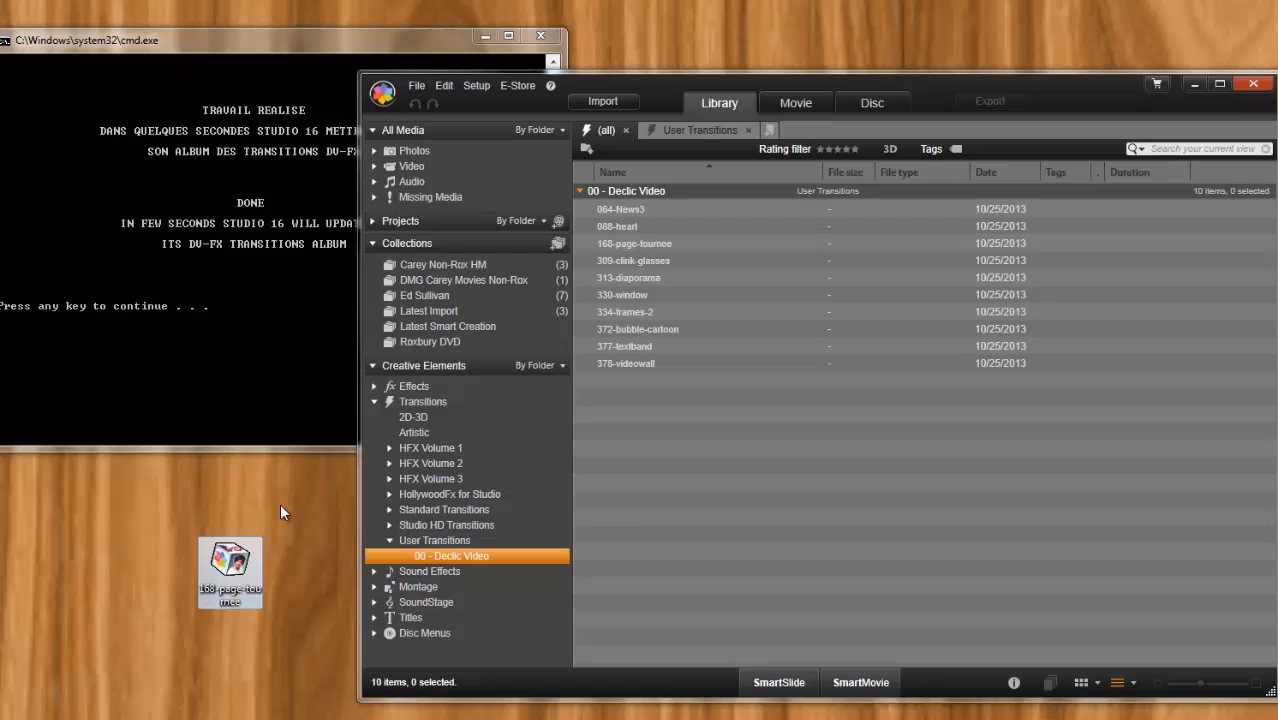 C:\Windows\system32\cmd.exe
TRAVAIL REALISE
DANS QUELQUES SECONDES STUDIO 16
SON ALBUM DES TRANSITIONS
DONE
IN FEW SECONDS STUDIO 16 WILL
ITS DV-FX TRANSITIONS ALBUM
Press any key to continue . . .
168-page-tou
rnee
File Edit Setup E-Store ?
Import Library Movie Disc Export
All Media By Folder
Photos
Video
Audio
Missing Media
Projects By Folder
Collections
Carey Non-Rox HM (3)
DMG Carey Movies Non-Rox (1)
Ed Sullivan (7)
Latest Import (3)
Latest Smart Creation
Roxbury DVD
Creative Elements By Folder
fx Effects
Transitions
2D-3D
Artistic
HFX Volume 1
HFX Volume 2
HFX Volume 3
HollywoodFx for Studio
Standard Transitions
Studio HD Transitions
User Transitions
00 - Declic Video
Sound Effects
Montage
SoundStage
Titles
Disc Menus
(all) x User Transitions x
Rating filter 3D Tags Search your current view
Name File size File type Date Tags . Duration
00 - Declic Video User Transitions 10 items, 0 selected
064-News3 - 10/25/2013
088-heart - 10/25/2013
168-page-tournee - 10/25/2013
309-clink-glasses - 10/25/2013
313-diaporama - 10/25/2013
330-window - 10/25/2013
334-frames-2 - 10/25/2013
372-bubble-cartoon - 10/25/2013
377-textband - 10/25/2013
378-videowall - 10/25/2013
10 items, 0 selected.
SmartSlide SmartMovie